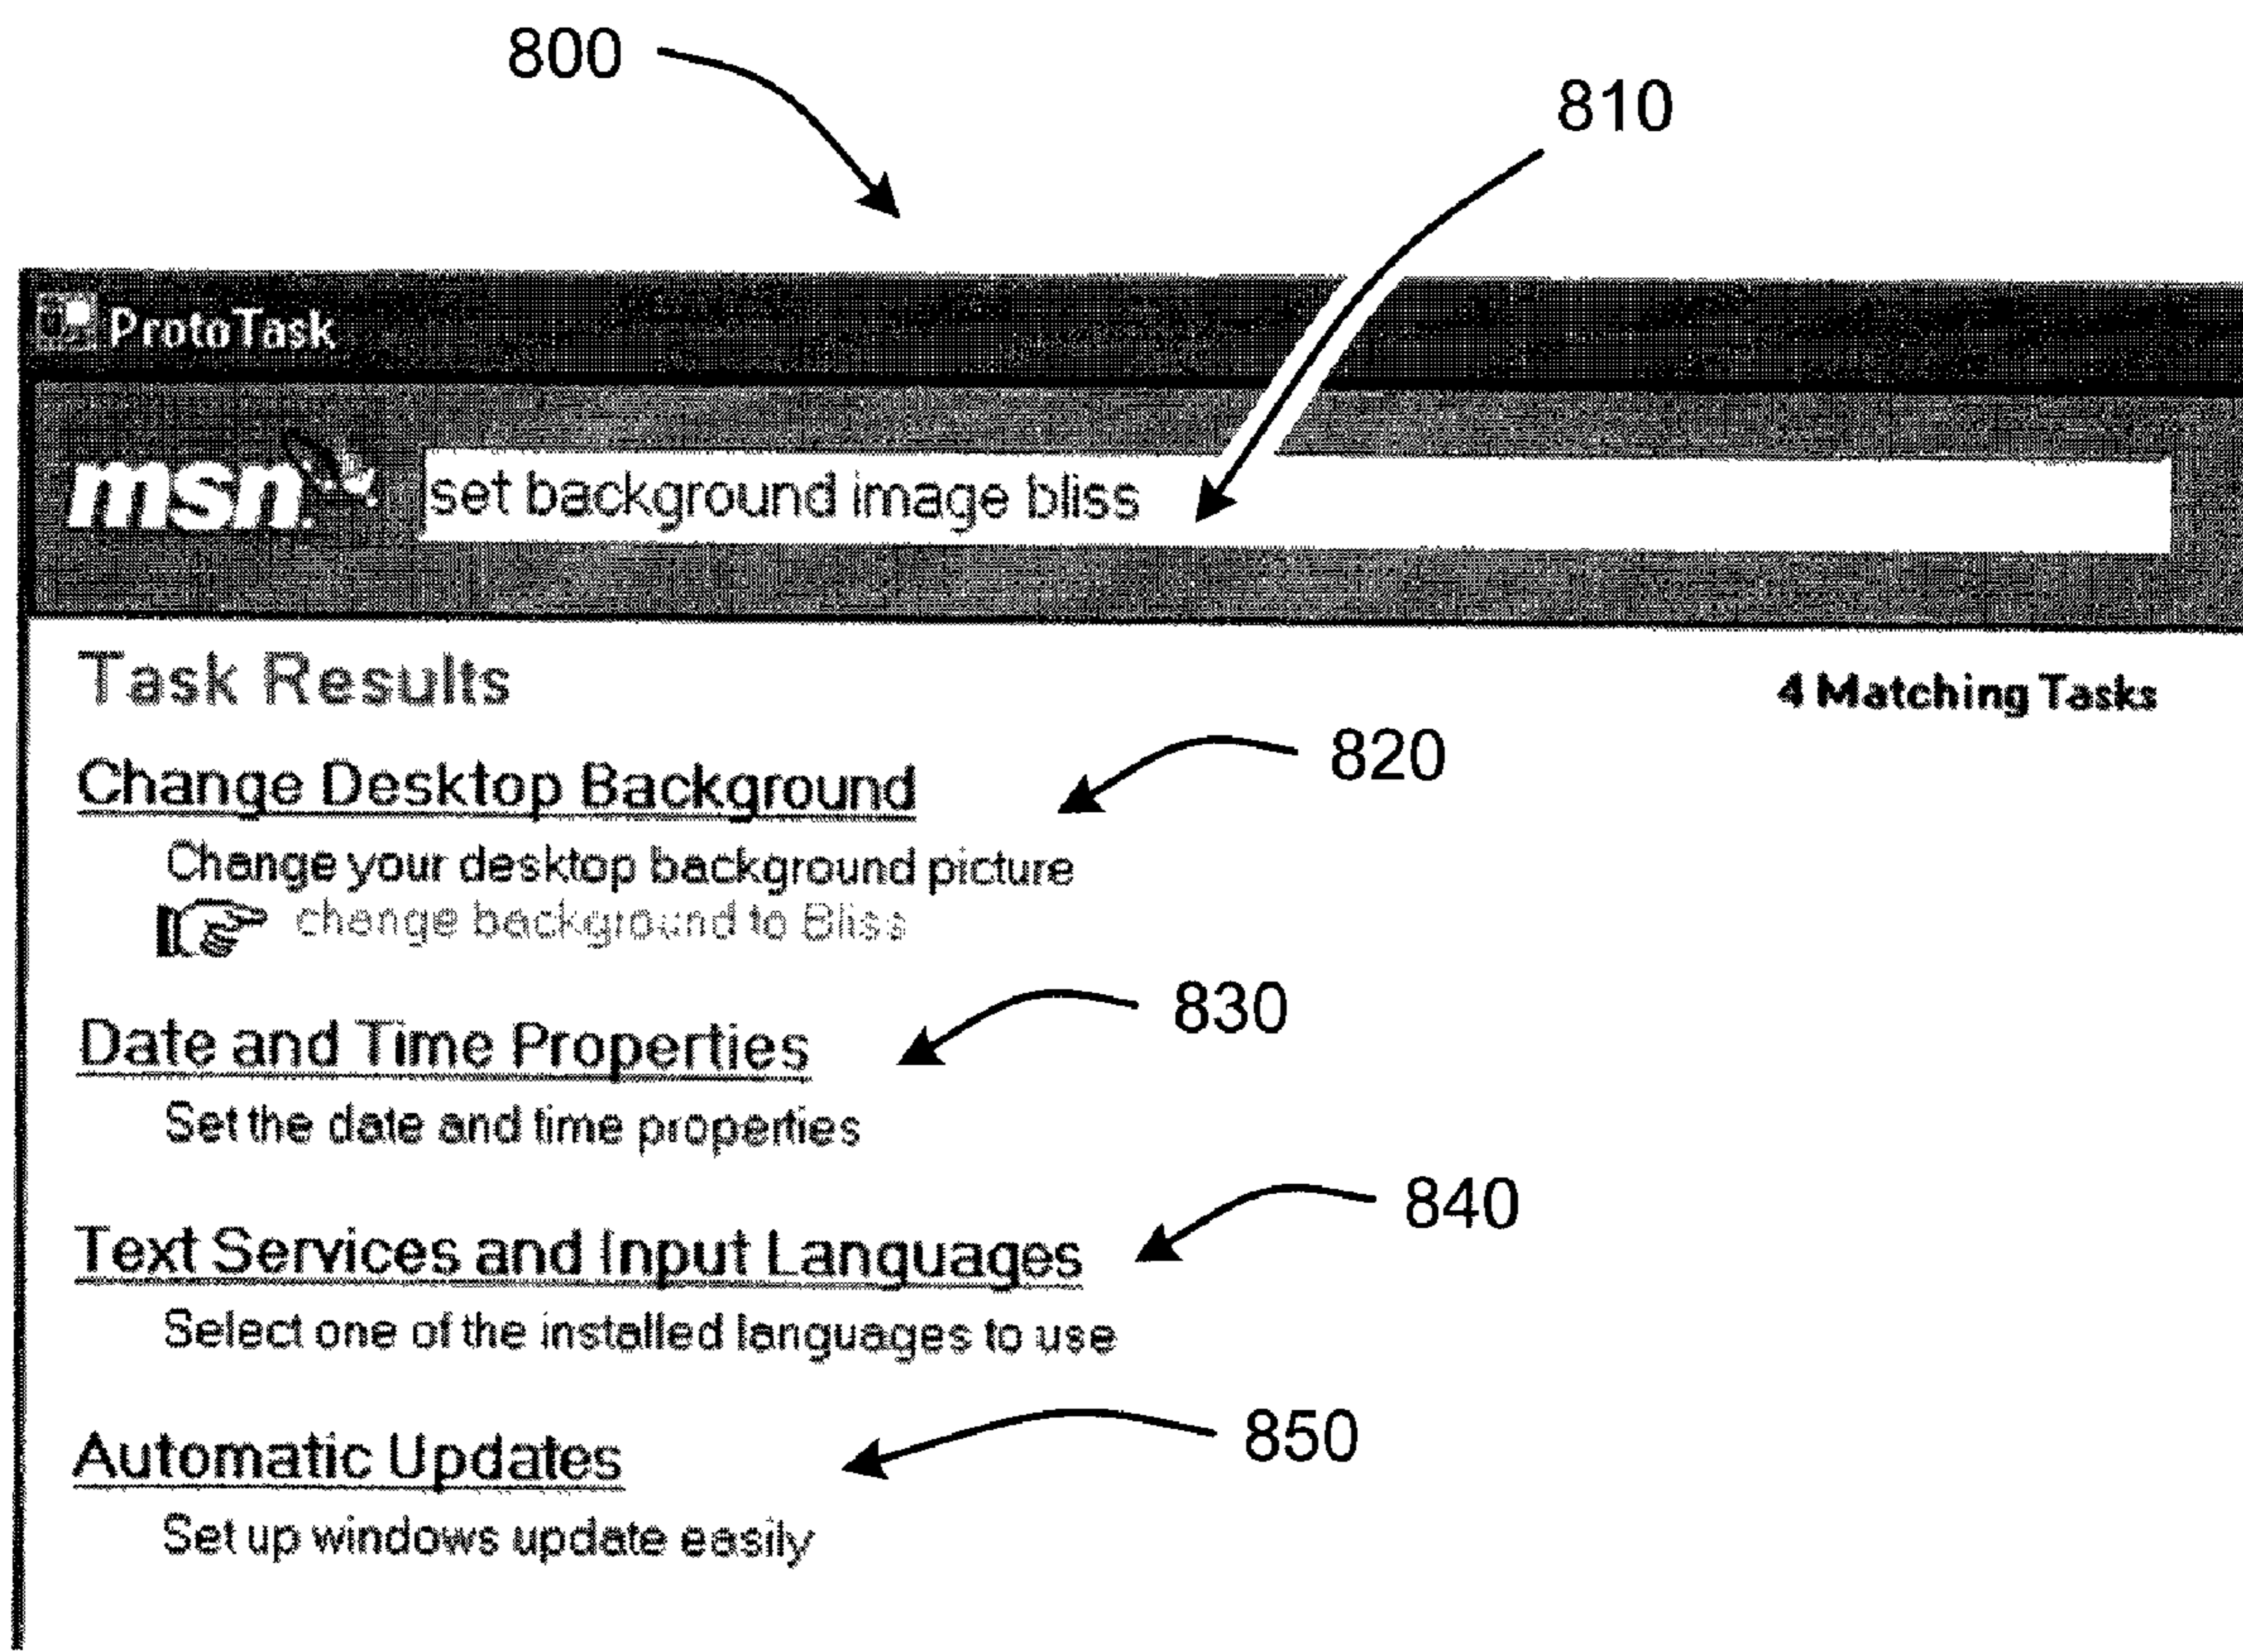 800
810
ProtoTask
msn.
set background image bliss
Task Results
4 Matching Tasks
820
Change Desktop Background
Change your desktop background picture
change background to Bliss
830
Date and Time Properties
Set the date and time properties
840
Text Services and Input Languages
Select one of the installed languages to use
850
Automatic Updates
Set up windows update easily